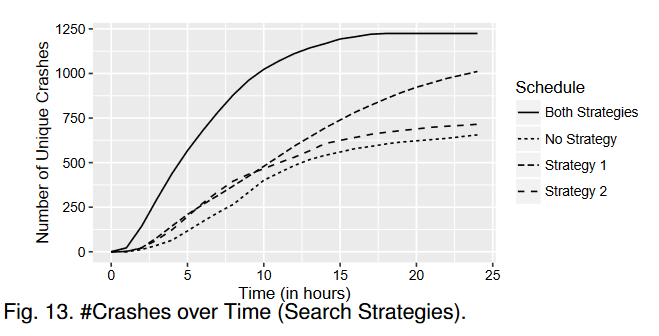 1250
1000
750
500
250
0
Number of Unique Crashes
0 5 10 15 20 25
Time (in hours)
Schedule
Both Strategies
No Strategy
Strategy 1
Strategy 2
Fig. 13. #Crashes over Time (Search Strategies).